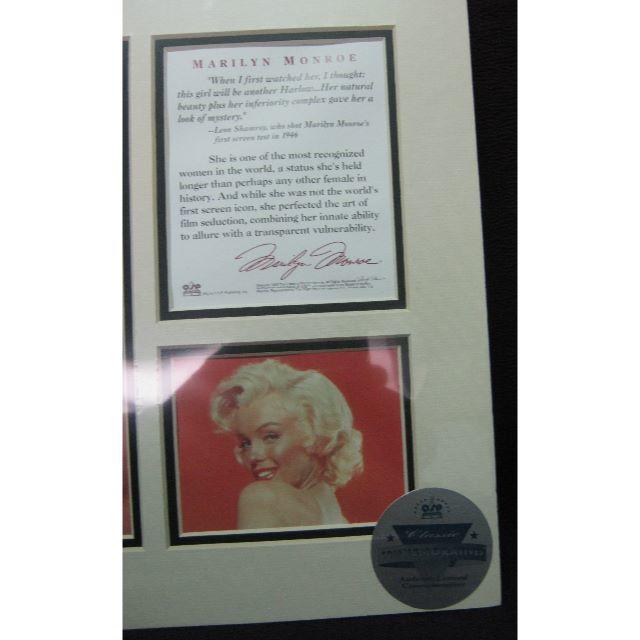 MARILYN MONROE
"When I first watched her, I thought:
this girl will be another Harlow...Her natural
beauty plus her inferiority complex gave her a
look of mystery."
--Leon Shamroy, who shot Marilyn Monroe's
first screen test in 1946
She is one of the most recognized
women in the world, a status she's held
longer than perhaps any other female in
history. And while she was not the world's
first screen icon, she perfected the art of
film seduction, combining her innate ability
to allure with a transparent vulnerability.
Marilyn Monroe
Classic
COMMEMORATIVES
Authentic Licensed
Commemorative